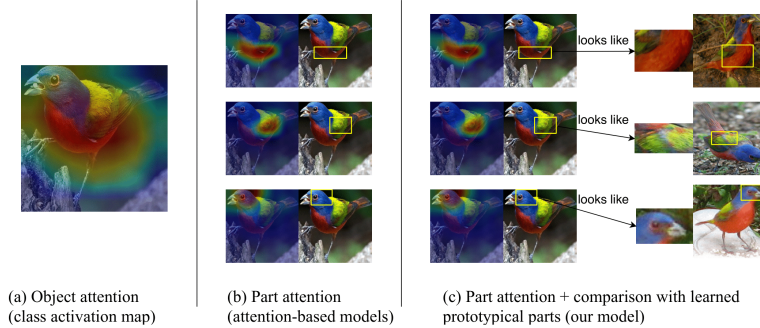 looks like
looks like
looks like
(a) Object attention
(class activation map)
(b) Part attention
(attention-based models)
(c) Part attention + comparison with learned
prototypical parts (our model)